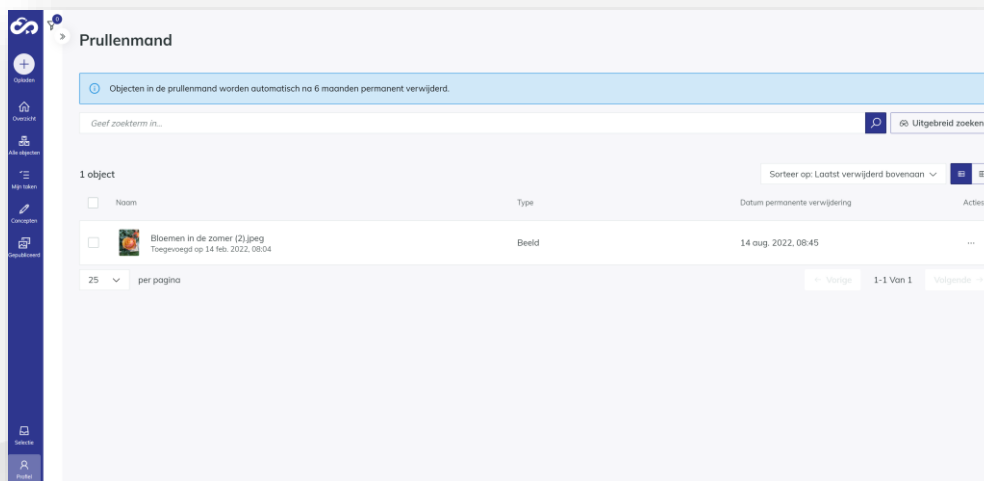 0
Prullenmand
Opladen
Objecten in de prullenmand worden automatisch na 6 maanden permanent verwijderd.
Overzicht
Geef zoekterm in...
Uitgebreid zoeken
Alle objecten
1 object
Sorteer op: Laatst verwijderd bovenaan
Mijn taken
Naam Type Datum permanente verwijdering Acties
Concepten
Bloemen in de zomer (2).jpeg Beeld 14 aug. 2022, 08:45 ...
Toegevoegd op 14 feb. 2022, 08:04
Gepubliceerd
25 per pagina ← Vorige 1-1 Van 1 Volgende →
Selectie
Profiel